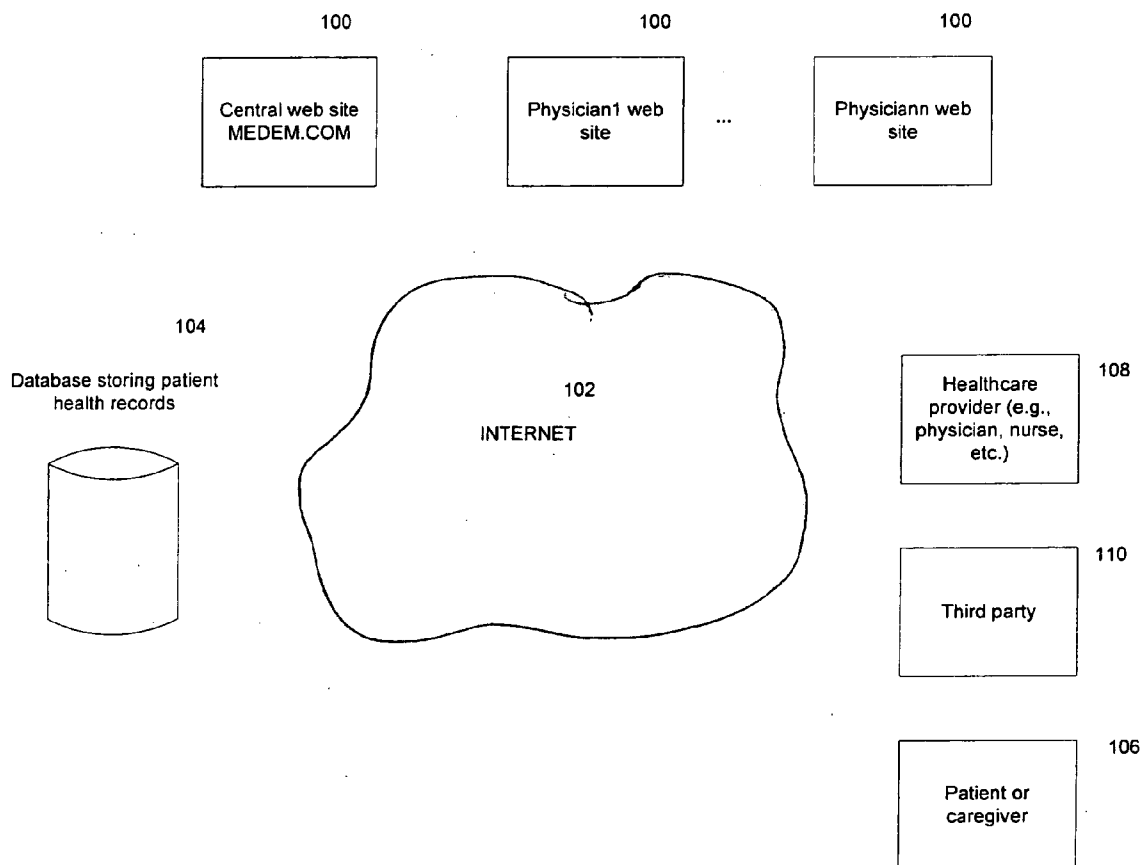 100 100 100
Central web site
MEDEM.COM
Physician1 web
site
...
Physiciann web
site
104
Database storing patient
health records
102
INTERNET
108
Healthcare
provider (e.g.,
physician, nurse,
etc.)
110
Third party
106
Patient or
caregiver